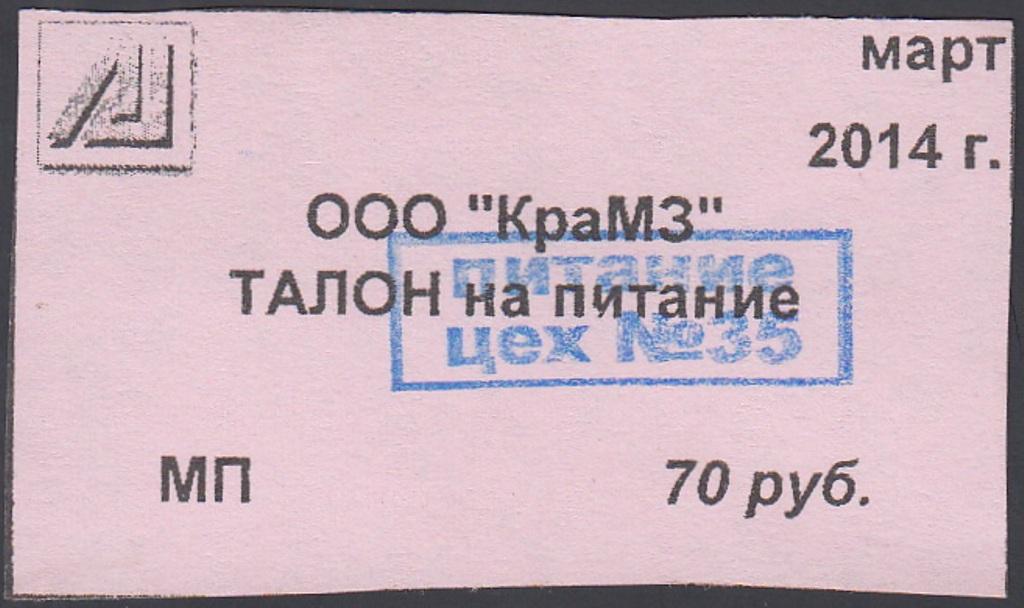 март
2014 г.
ООО "КраМЗ"
ТАЛОН на питание
питание
цех №35
МП
70 руб.